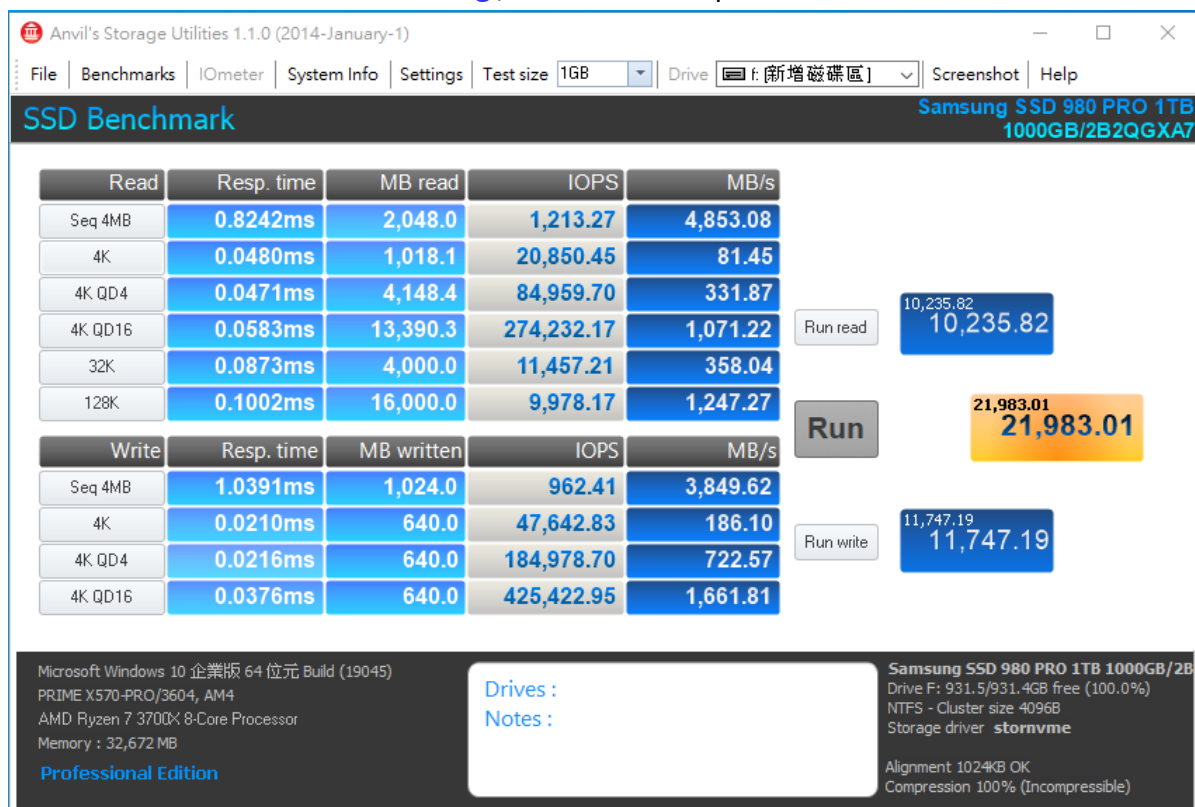 Anvil's Storage Utilities 1.1.0 (2014-January-1)
File Benchmarks IOmeter System Info Settings Test size 1GB Drive f: [新增磁碟區] Screenshot Help
SSD Benchmark
Samsung SSD 980 PRO 1TB
1000GB/2B2QGXA7
Read Resp. time MB read IOPS MB/s
Seq 4MB 0.8242ms 2,048.0 1,213.27 4,853.08
4K 0.0480ms 1,018.1 20,850.45 81.45
4K QD4 0.0471ms 4,148.4 84,959.70 331.87
4K QD16 0.0583ms 13,390.3 274,232.17 1,071.22
32K 0.0873ms 4,000.0 11,457.21 358.04
128K 0.1002ms 16,000.0 9,978.17 1,247.27
Run read
10,235.82
10,235.82
Run
21,983.01
21,983.01
Write Resp. time MB written IOPS MB/s
Seq 4MB 1.0391ms 1,024.0 962.41 3,849.62
4K 0.0210ms 640.0 47,642.83 186.10
4K QD4 0.0216ms 640.0 184,978.70 722.57
4K QD16 0.0376ms 640.0 425,422.95 1,661.81
Run write
11,747.19
11,747.19
Microsoft Windows 10 企業版 64 位元 Build (19045)
PRIME X570-PRO/3604, AM4
AMD Ryzen 7 3700X 8-Core Processor
Memory : 32,672 MB
Professional Edition
Drives :
Notes :
Samsung SSD 980 PRO 1TB 1000GB/2B
Drive F: 931.5/931.4GB free (100.0%)
NTFS - Cluster size 4096B
Storage driver stornvme
Alignment 1024KB OK
Compression 100% (Incompressible)